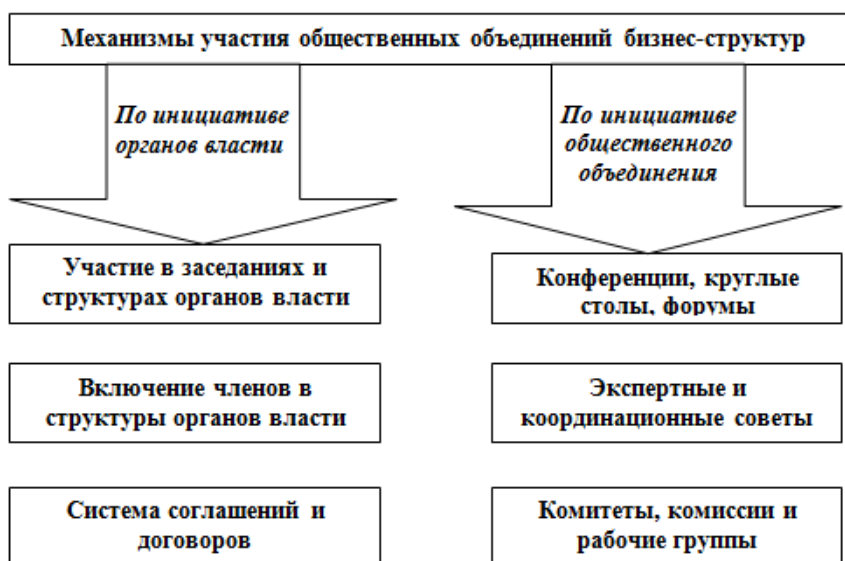 Механизмы участия общественных объединений бизнес-структур
По инициативе
органов власти
По инициативе
общественного
объединения
Участие в заседаниях и
структурах органов власти
Конференции, круглые
столы, форумы
Включение членов в
структуры органов власти
Экспертные и
координационные советы
Система соглашений и
договоров
Комитеты, комиссии и
рабочие группы